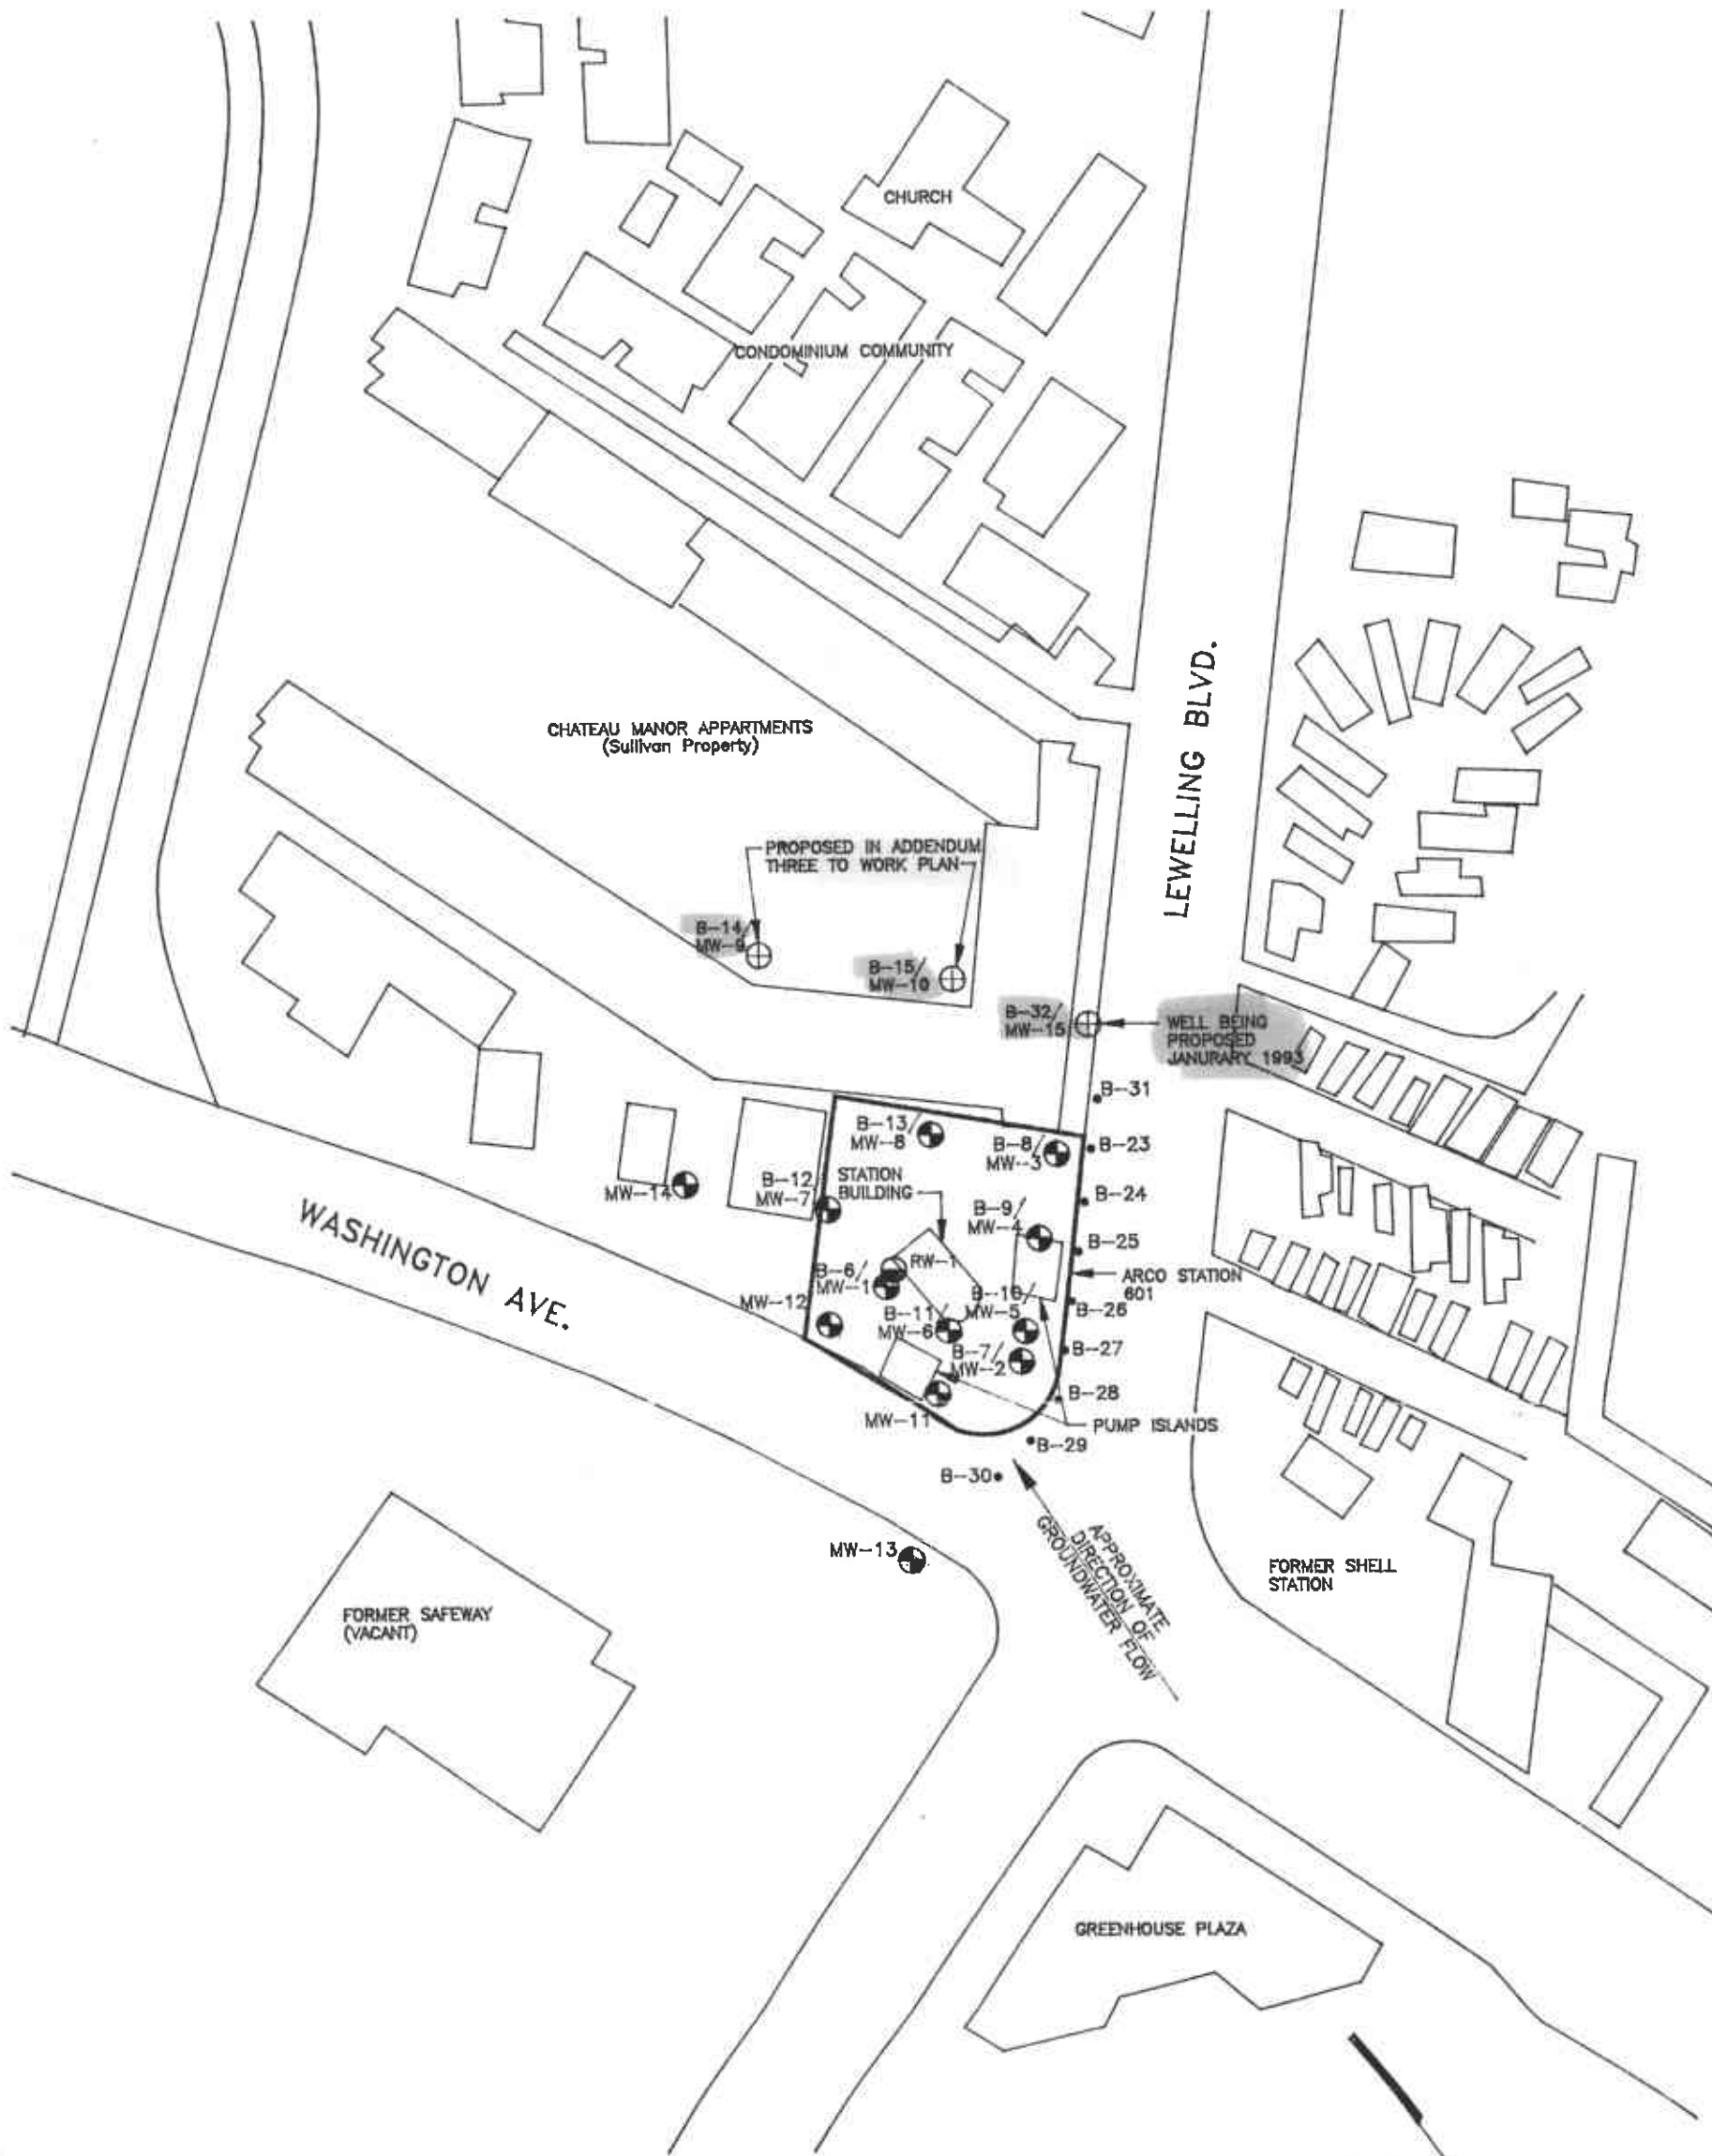 CHURCH
CONDOMINIUM COMMUNITY
LEWELLING BLVD.
CHATEAU MANOR APPARTMENTS
(Sullivan Property)
PROPOSED IN ADDENDUM
THREE TO WORK PLAN
B-14/
MW-9
B-15/
MW-10
B-32/
MW-15
WELL BEING
PROPOSED
JANURARY 1993
B-31
B-13/
MW-8
B-8/
MW-3
B-23
MW-14
B-12
MW-7
STATION
BUILDING
B-24
B-9/
MW-4
B-25
WASHINGTON AVE.
RW-1
B-6/
MW-1
ARCO STATION
601
B-10/
MW-5
B-26
MW-12
B-11/
MW-6
B-27
B-7/
MW-2
B-28
MW-11
PUMP ISLANDS
B-29
B-30
APPROXIMATE
DIRECTION OF
GROUNDWATER FLOW
MW-13
FORMER SHELL
STATION
FORMER SAFEWAY
(VACANT)
GREENHOUSE PLAZA